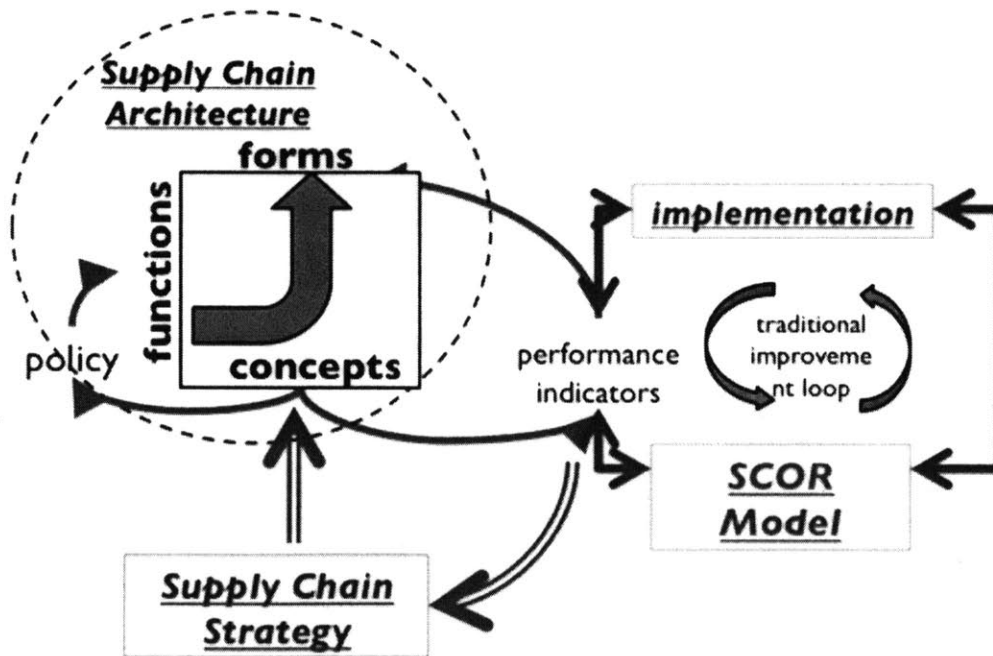 Supply Chain
Architecture
forms
functions
concepts
policy
implementation
performance
indicators
traditional
improveme
nt loop
SCOR
Model
Supply Chain
Strategy